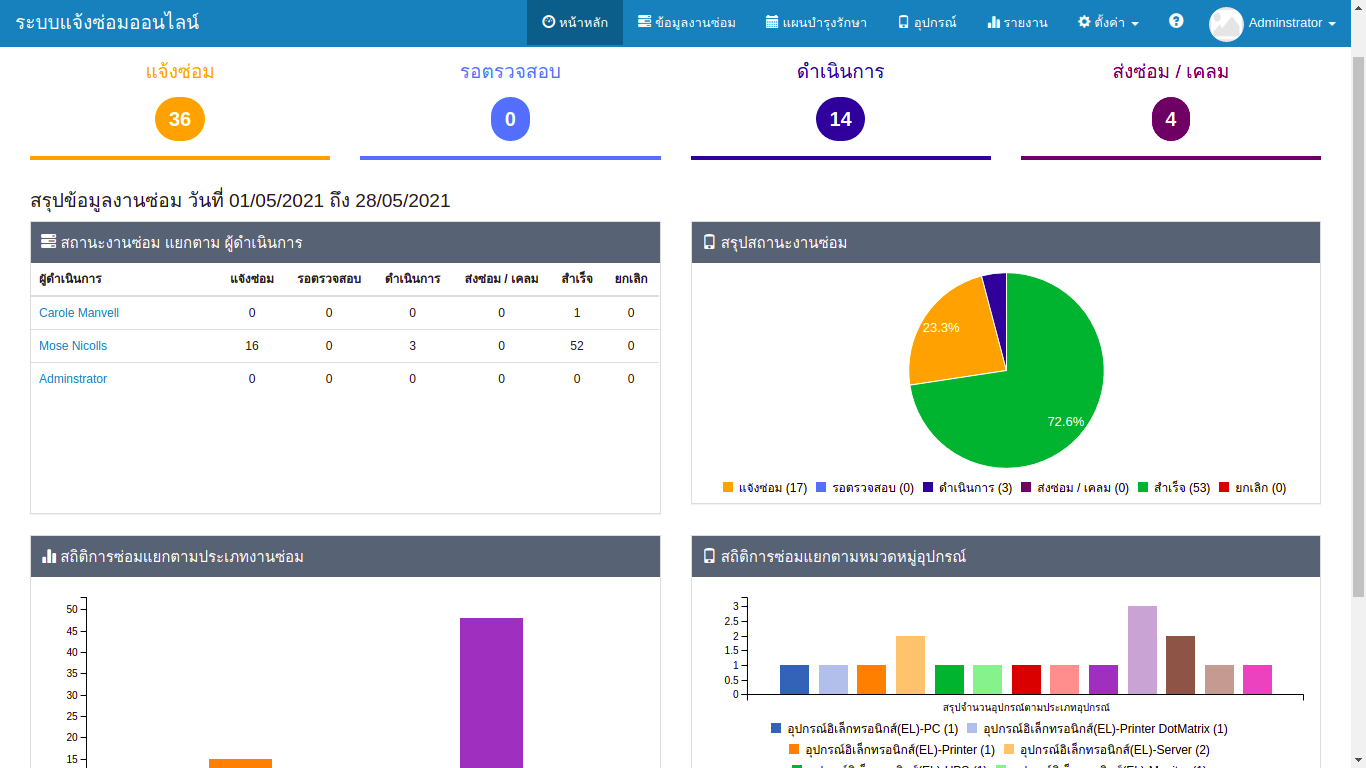 ระบบแจ้งซ่อมออนไลน์ หน้าหลัก ข้อมูลงานซ่อม แผนบำรุงรักษา อุปกรณ์ รายงาน ตั้งค่า Adminstrator
แจ้งซ่อม รอตรวจสอบ ดำเนินการ ส่งซ่อม / เคลม
36 0 14 4
สรุปข้อมูลงานซ่อม วันที่ 01/05/2021 ถึง 28/05/2021
สถานะงานซ่อม แยกตาม ผู้ดำเนินการ
ผู้ดำเนินการ แจ้งซ่อม รอตรวจสอบ ดำเนินการ ส่งซ่อม / เคลม สำเร็จ ยกเลิก
Carole Manvell 0 0 0 0 1 0
Mose Nicolls 16 0 3 0 52 0
Adminstrator 0 0 0 0 0 0
สรุปสถานะงานซ่อม
23.3%
72.6%
แจ้งซ่อม (17) รอตรวจสอบ (0) ดำเนินการ (3) ส่งซ่อม / เคลม (0) สำเร็จ (53) ยกเลิก (0)
สถิติการซ่อมแยกตามประเภทงานซ่อม
50
45
40
35
30
25
20
15
สถิติการซ่อมแยกตามหมวดหมู่อุปกรณ์
3
2.5
2
1.5
1
0.5
0
สรุปจำนวนอุปกรณ์ตามประเภทอุปกรณ์
อุปกรณ์อิเล็กทรอนิกส์(EL)-PC (1) อุปกรณ์อิเล็กทรอนิกส์(EL)-Printer DotMatrix (1)
อุปกรณ์อิเล็กทรอนิกส์(EL)-Printer (1) อุปกรณ์อิเล็กทรอนิกส์(EL)-Server (2)